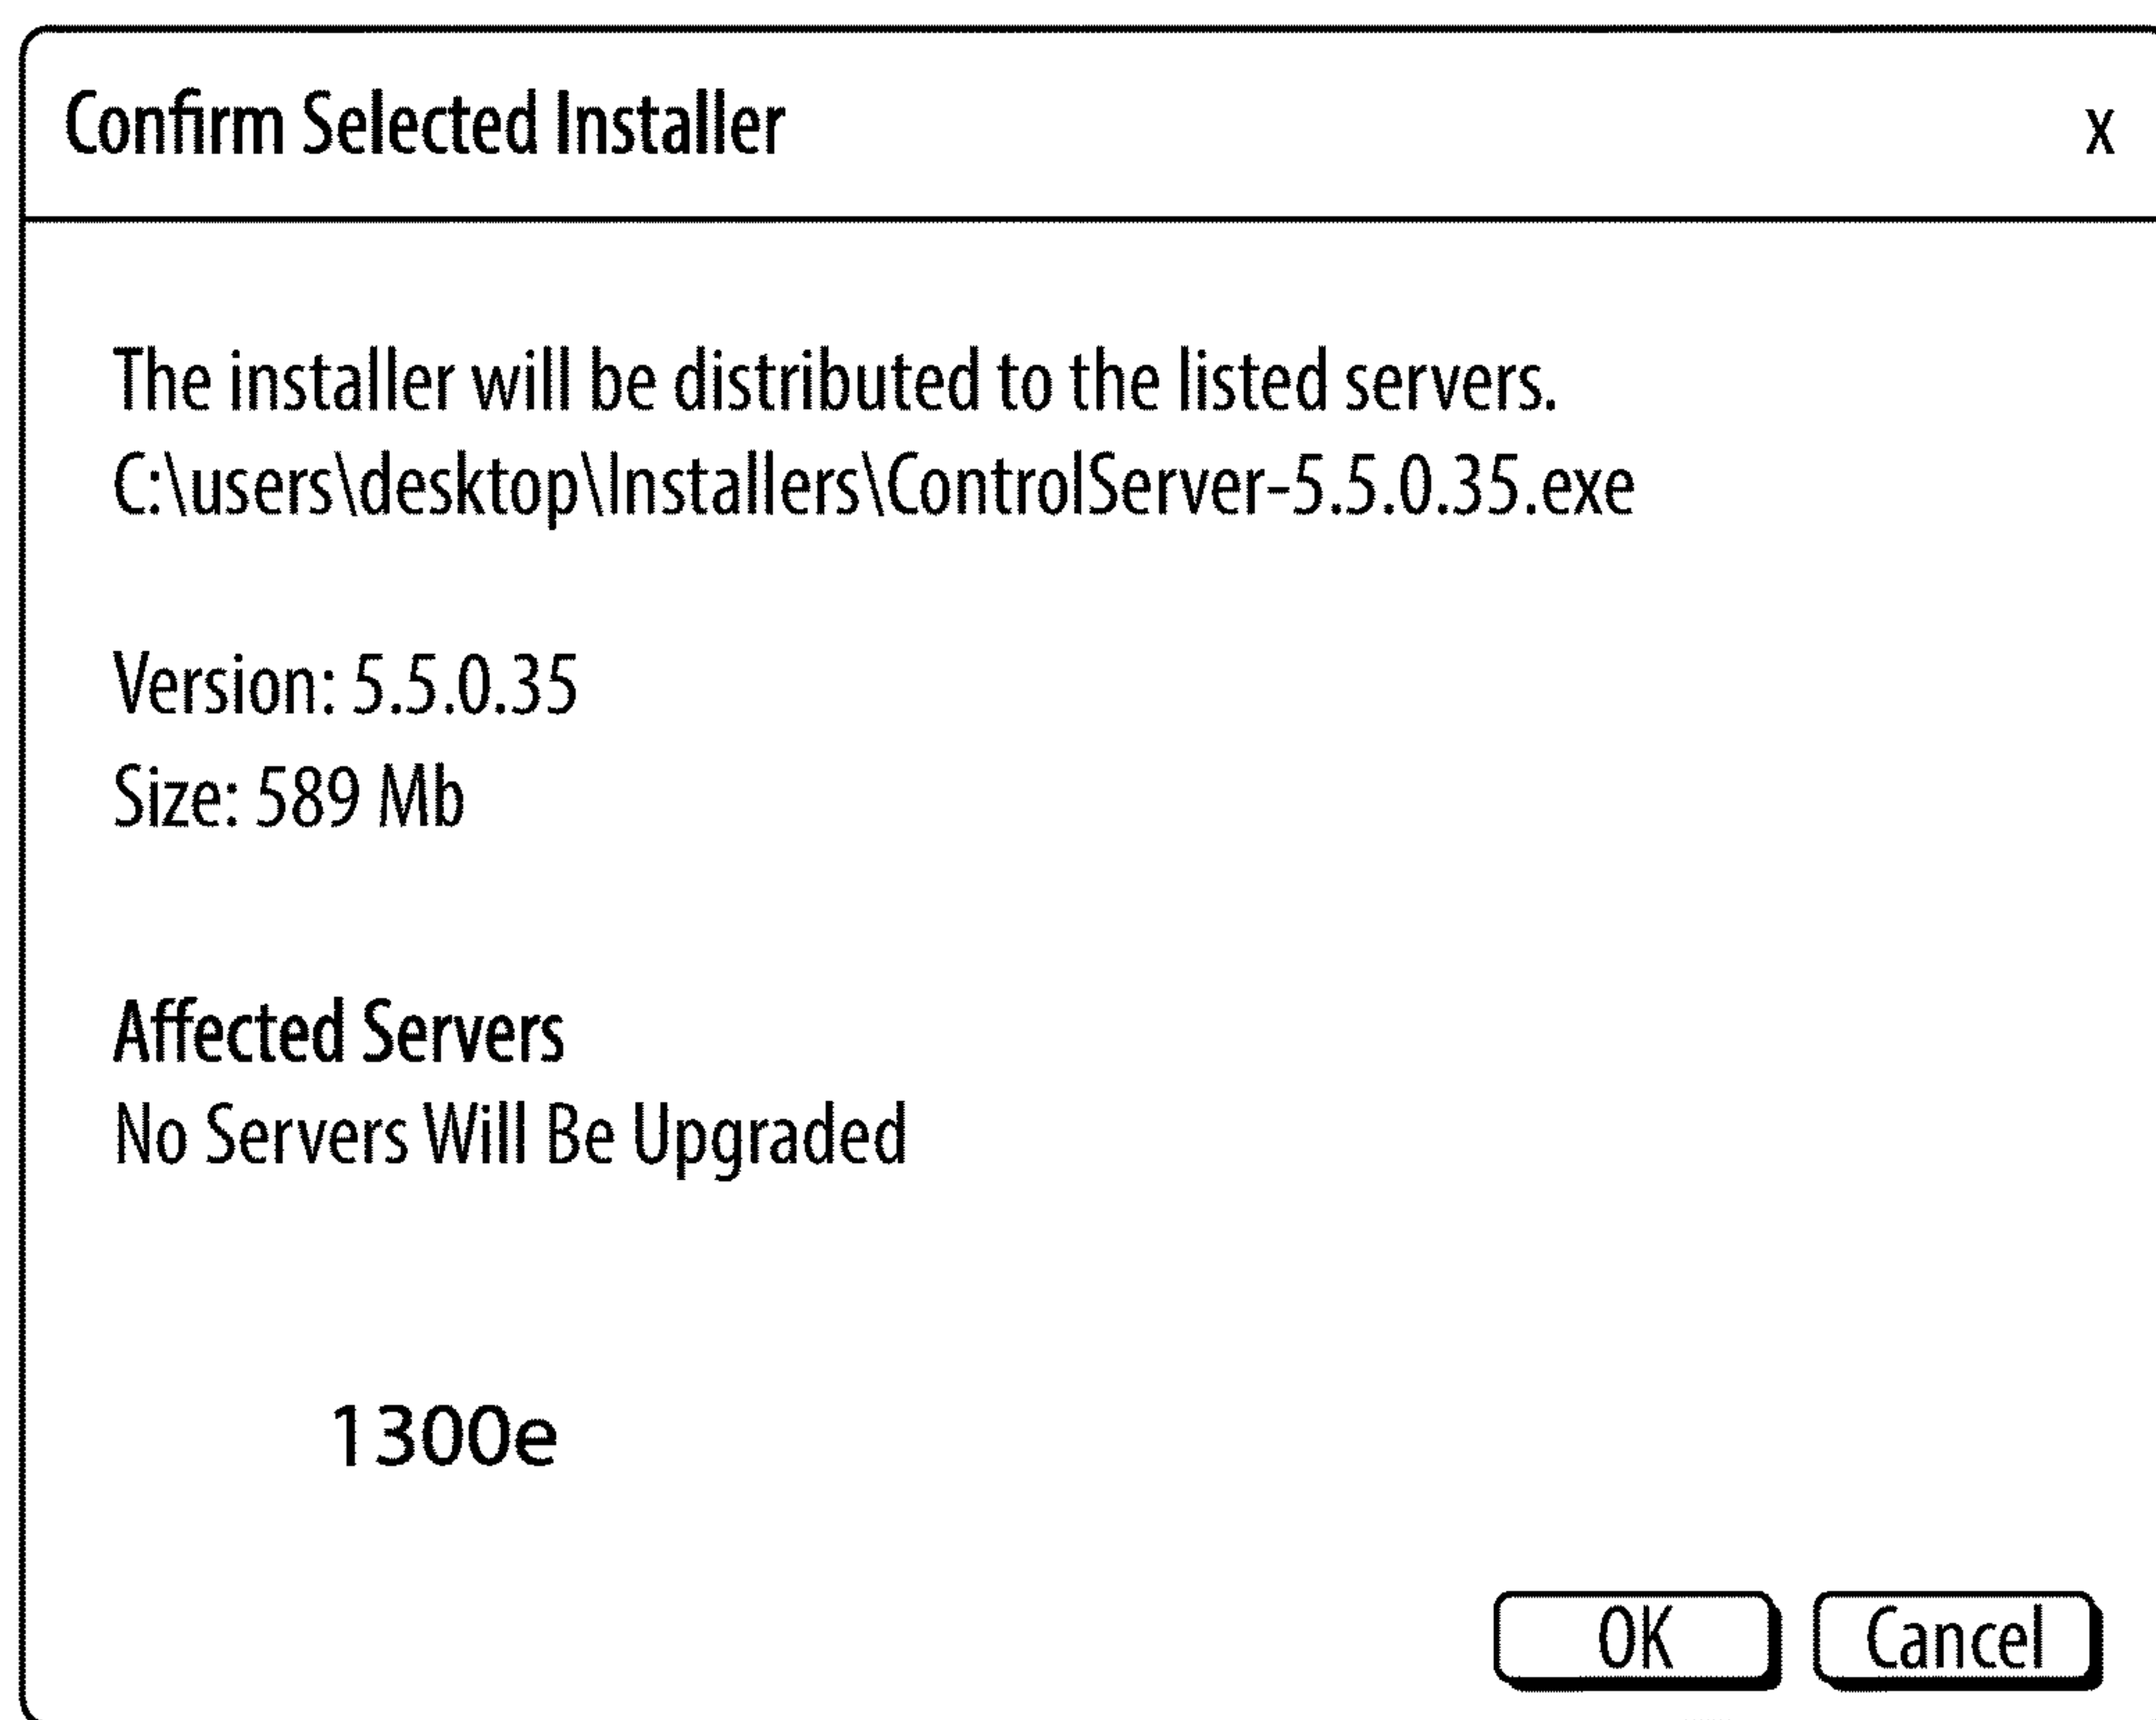 Confirm Selected Installer x
The installer will be distributed to the listed servers.
C:\users\desktop\Installers\ControlServer-5.5.0.35.exe
Version: 5.5.0.35
Size: 589 Mb
Affected Servers
No Servers Will Be Upgraded
1300e
OK Cancel